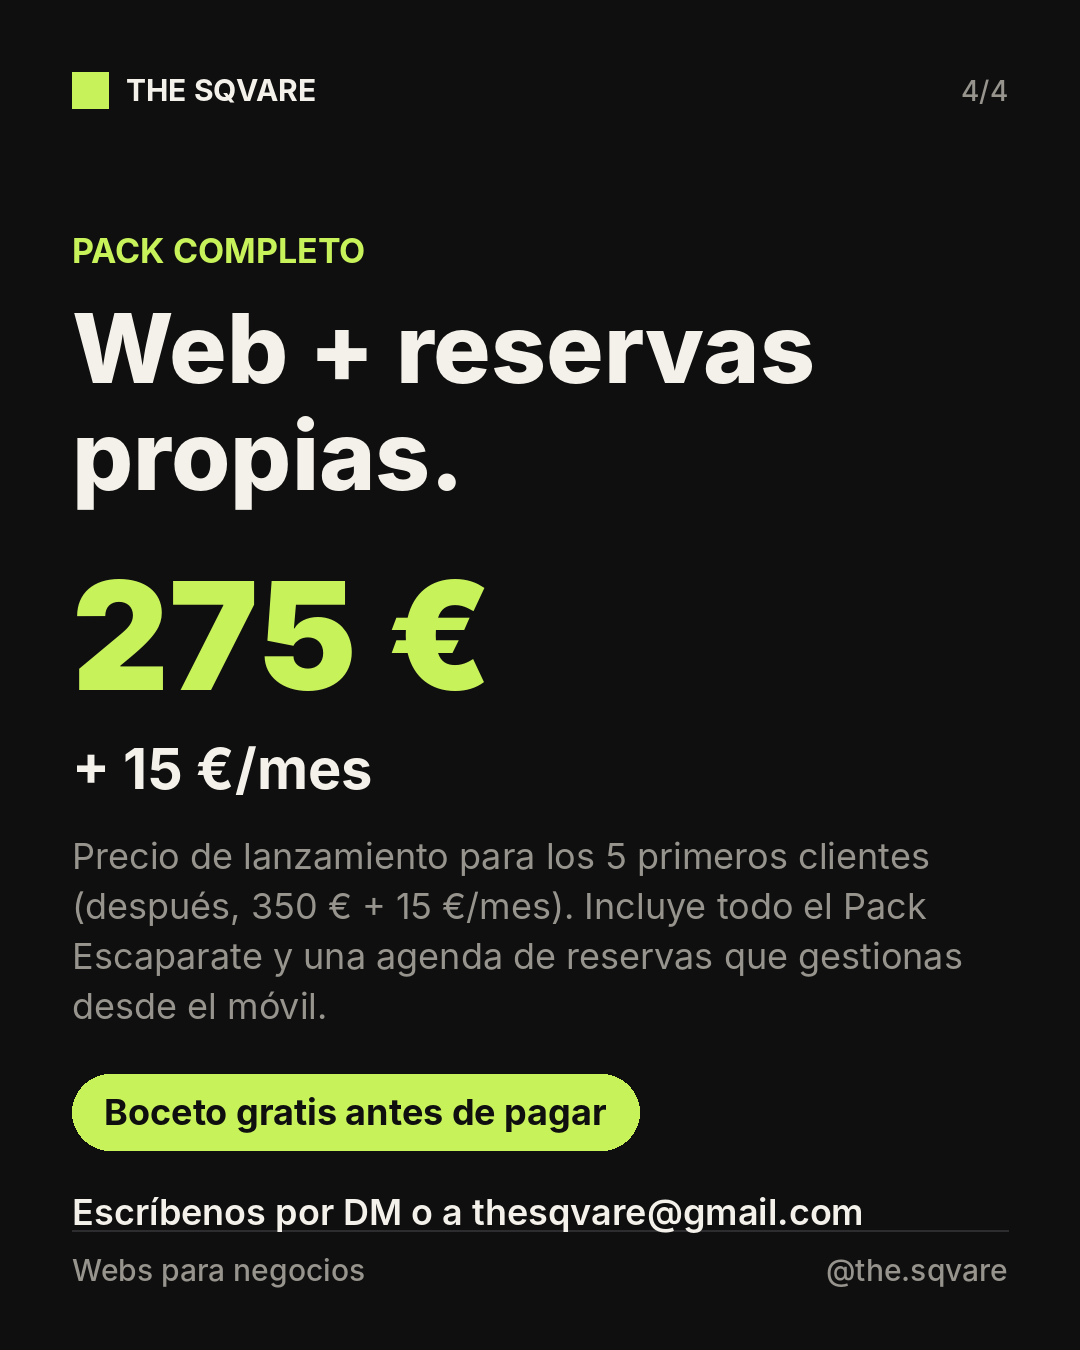 THE SQVARE
4/4
PACK COMPLETO
Web + reservas
propias.
275 €
+ 15 €/mes
Precio de lanzamiento para los 5 primeros clientes
(después, 350 € + 15 €/mes). Incluye todo el Pack
Escaparate y una agenda de reservas que gestionas
desde el móvil.
Boceto gratis antes de pagar
Escríbenos por DM o a thesqvare@gmail.com
Webs para negocios
@the.sqvare